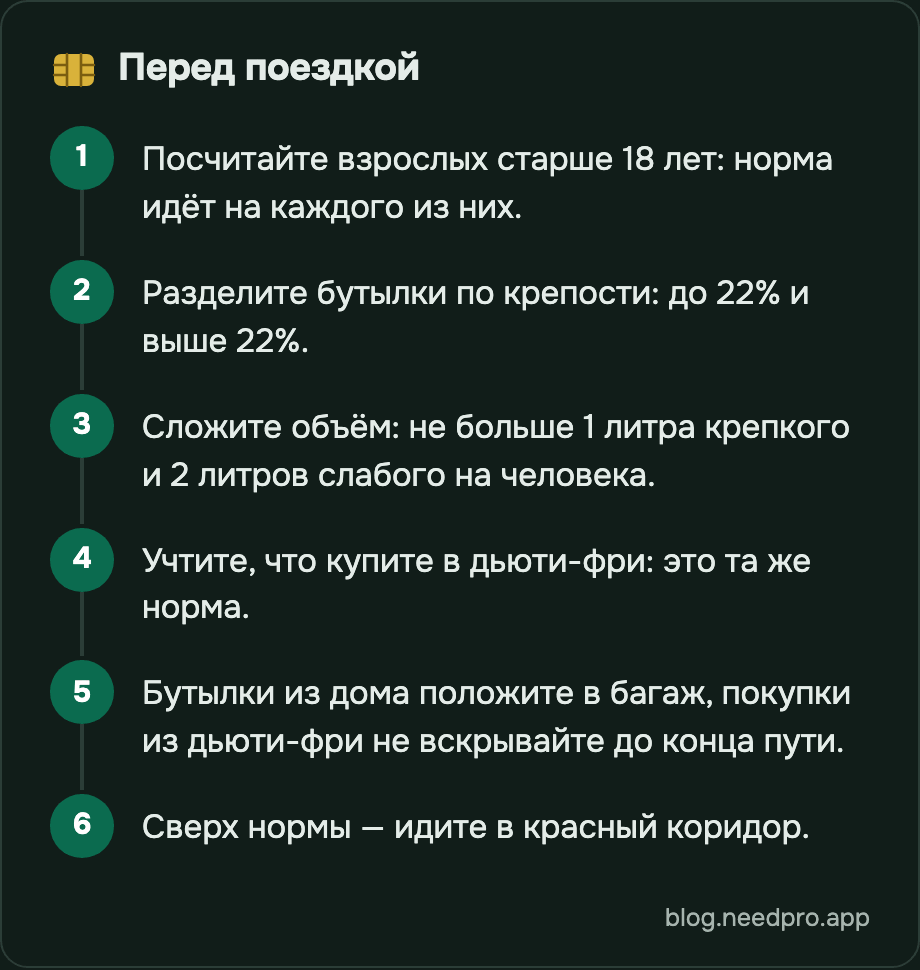 Перед поездкой
1
Посчитайте взрослых старше 18 лет: норма
идёт на каждого из них.
2
Разделите бутылки по крепости: до 22% и
выше 22%.
3
Сложите объём: не больше 1 литра крепкого
и 2 литров слабого на человека.
4
Учтите, что купите в дьюти-фри: это та же
норма.
5
Бутылки из дома положите в багаж, покупки
из дьюти-фри не вскрывайте до конца пути.
6
Сверх нормы — идите в красный коридор.
blog.needpro.app